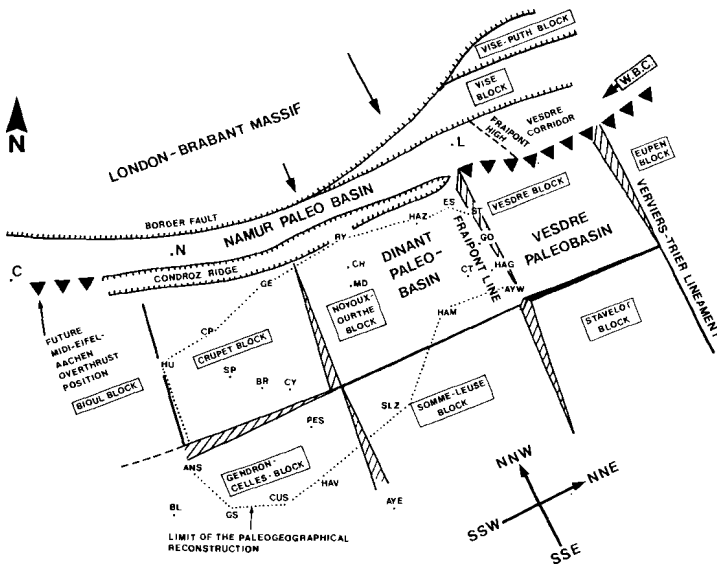 VISE-PUTH BLOCK
W.B.C.
VISE
BLOCK
VESDRE
CORRIDOR
FRAIPONT
HIGH
N
LONDON-BRABANT MASSIF
L
EUPEN
BLOCK
BORDER FAULT
NAMUR PALEO BASIN
VESDRE BLOCK
ES
HAZ
N
BY
GO
CONDROZ RIDGE
DINANT
PALEO-
BASIN
FRAIPONT LINE
VESDRE
PALEOBASIN
VERVIERS-TRIER LINEAMENT
C
CH
HAG
CT
GE
MD
AYW
NOYOUX-
OURTHE
BLOCK
HAM
STAVELOT
BLOCK
FUTURE
MIDI-EIFEL-
AACHEN
OVERTHRUST
POSITION
CP
CRUPET BLOCK
HU
SP
BR
CY
BIOUL BLOCK
SOMME-LEUSE
BLOCK
SLZ
PES
ANS
GENDRON-
CELLES-BLOCK
HAV
CUS
AYE
BL
GS
NNW
NNE
SSW
SSE
LIMIT OF THE PALEOGEOGRAPHICAL
RECONSTRUCTION